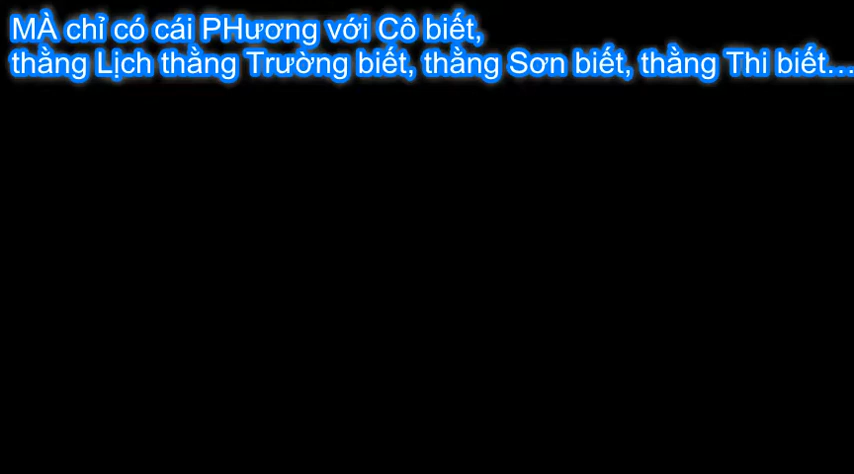 MÀ chỉ có cái PHương với Cô biết,
thằng Lịch thằng Trường biết, thằng Sơn biết, thằng Thi biết…